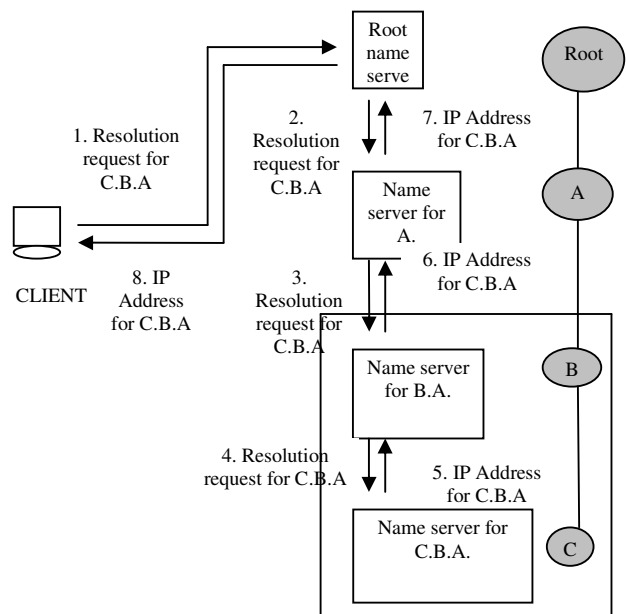 Root
name
serve
Root
1. Resolution
request for
C.B.A
2.
Resolution
request for
C.B.A
7. IP Address
for C.B.A
Name
server for
A.
A
6. IP Address
for C.B.A
CLIENT
8. IP
Address
for C.B.A
3.
Resolution
request for
C.B.A
Name server
for B.A.
B
4. Resolution
request for C.B.A
5. IP Address
for C.B.A
Name server for
C.B.A.
C